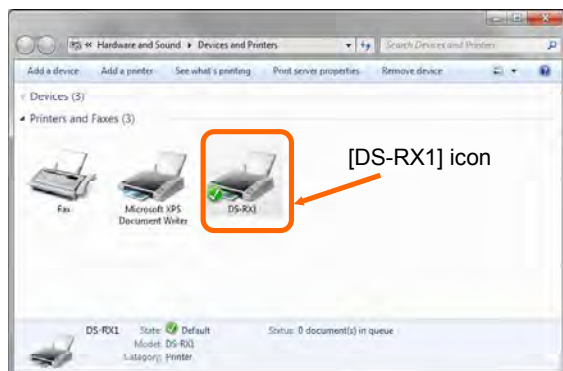 « Hardware and Sound ▸ Devices and Printers Search Devices and Printers
Add a device Add a printer See what's printing Print server properties Remove device
Devices (3)
Printers and Faxes (3)
[DS-RX1] icon
Fax Microsoft XPS Document Writer DS-RX1
DS-RX1 State: Default Status: 0 document(s) in queue
Model: DS-RX1
Category: Printer